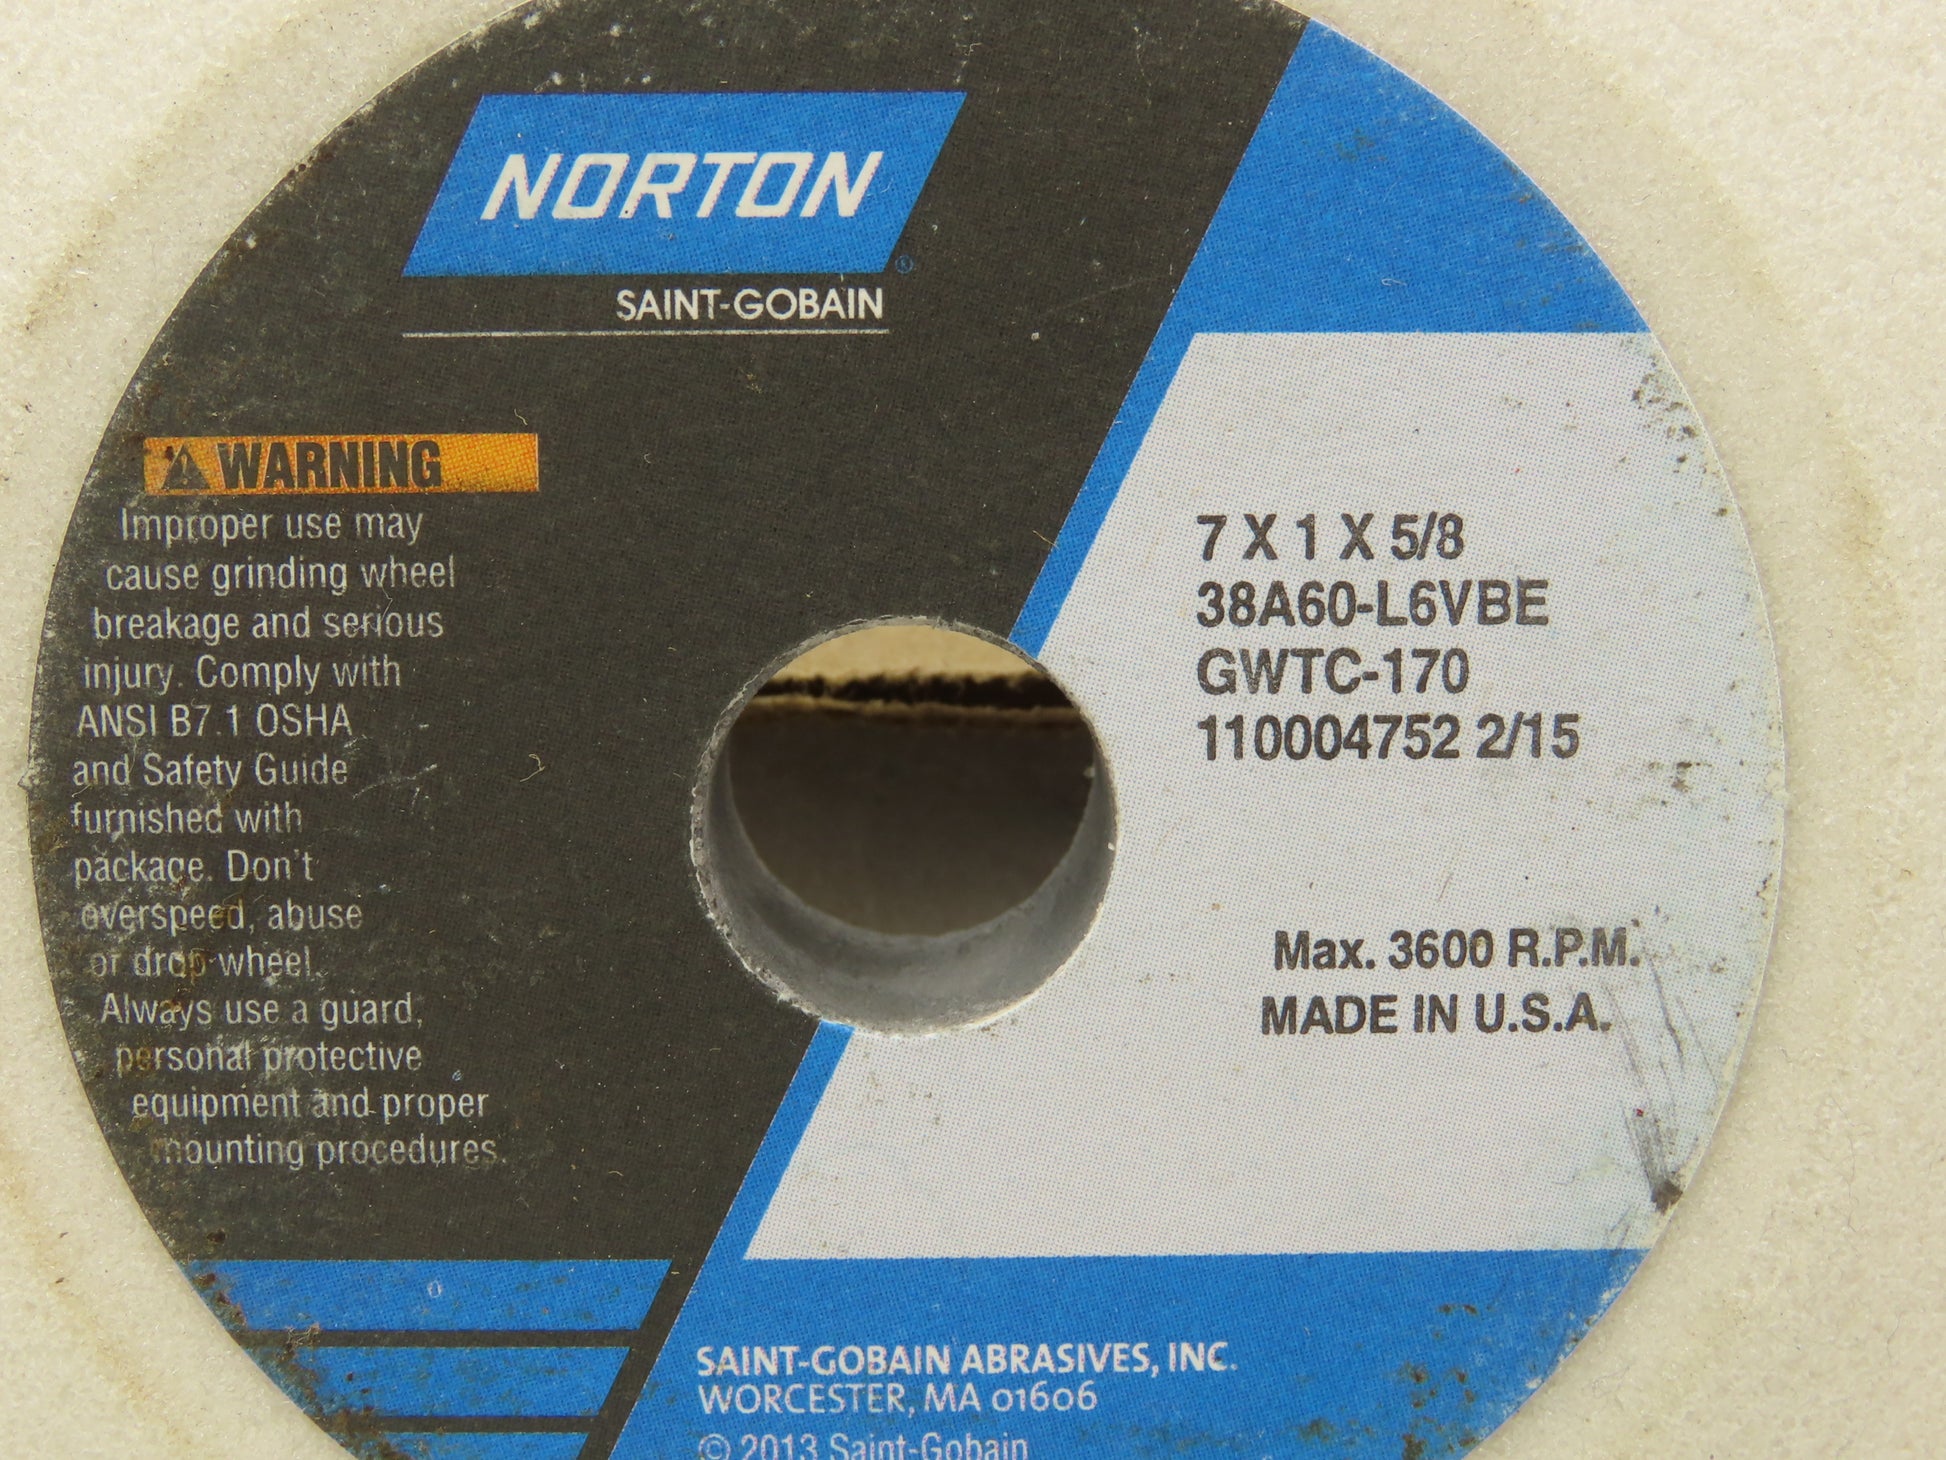 NORTON
®
SAINT-GOBAIN
WARNING
Improper use may
cause grinding wheel
breakage and serious
injury. Comply with
ANSI B7.1 OSHA
and Safety Guide
furnished with
package. Don't
overspeed, abuse
or drop wheel.
Always use a guard,
personal protective
equipment and proper
mounting procedures.
7 X 1 X 5/8
38A60-L6VBE
GWTC-170
110004752 2/15
Max. 3600 R.P.M.
MADE IN U.S.A.
SAINT-GOBAIN ABRASIVES, INC.
WORCESTER, MA 01606
© 2013 Saint-Gobain